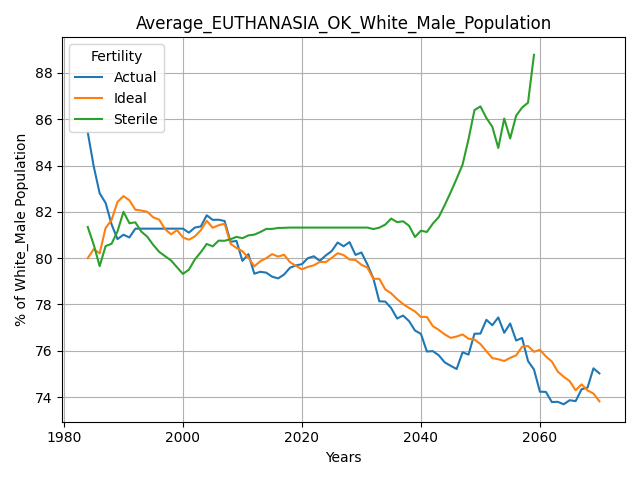 Average_EUTHANASIA_OK_White_Male_Population
Fertility
Actual
Ideal
Sterile
% of White_Male Population
88
86
84
82
80
78
76
74
1980
2000
2020
2040
2060
Years